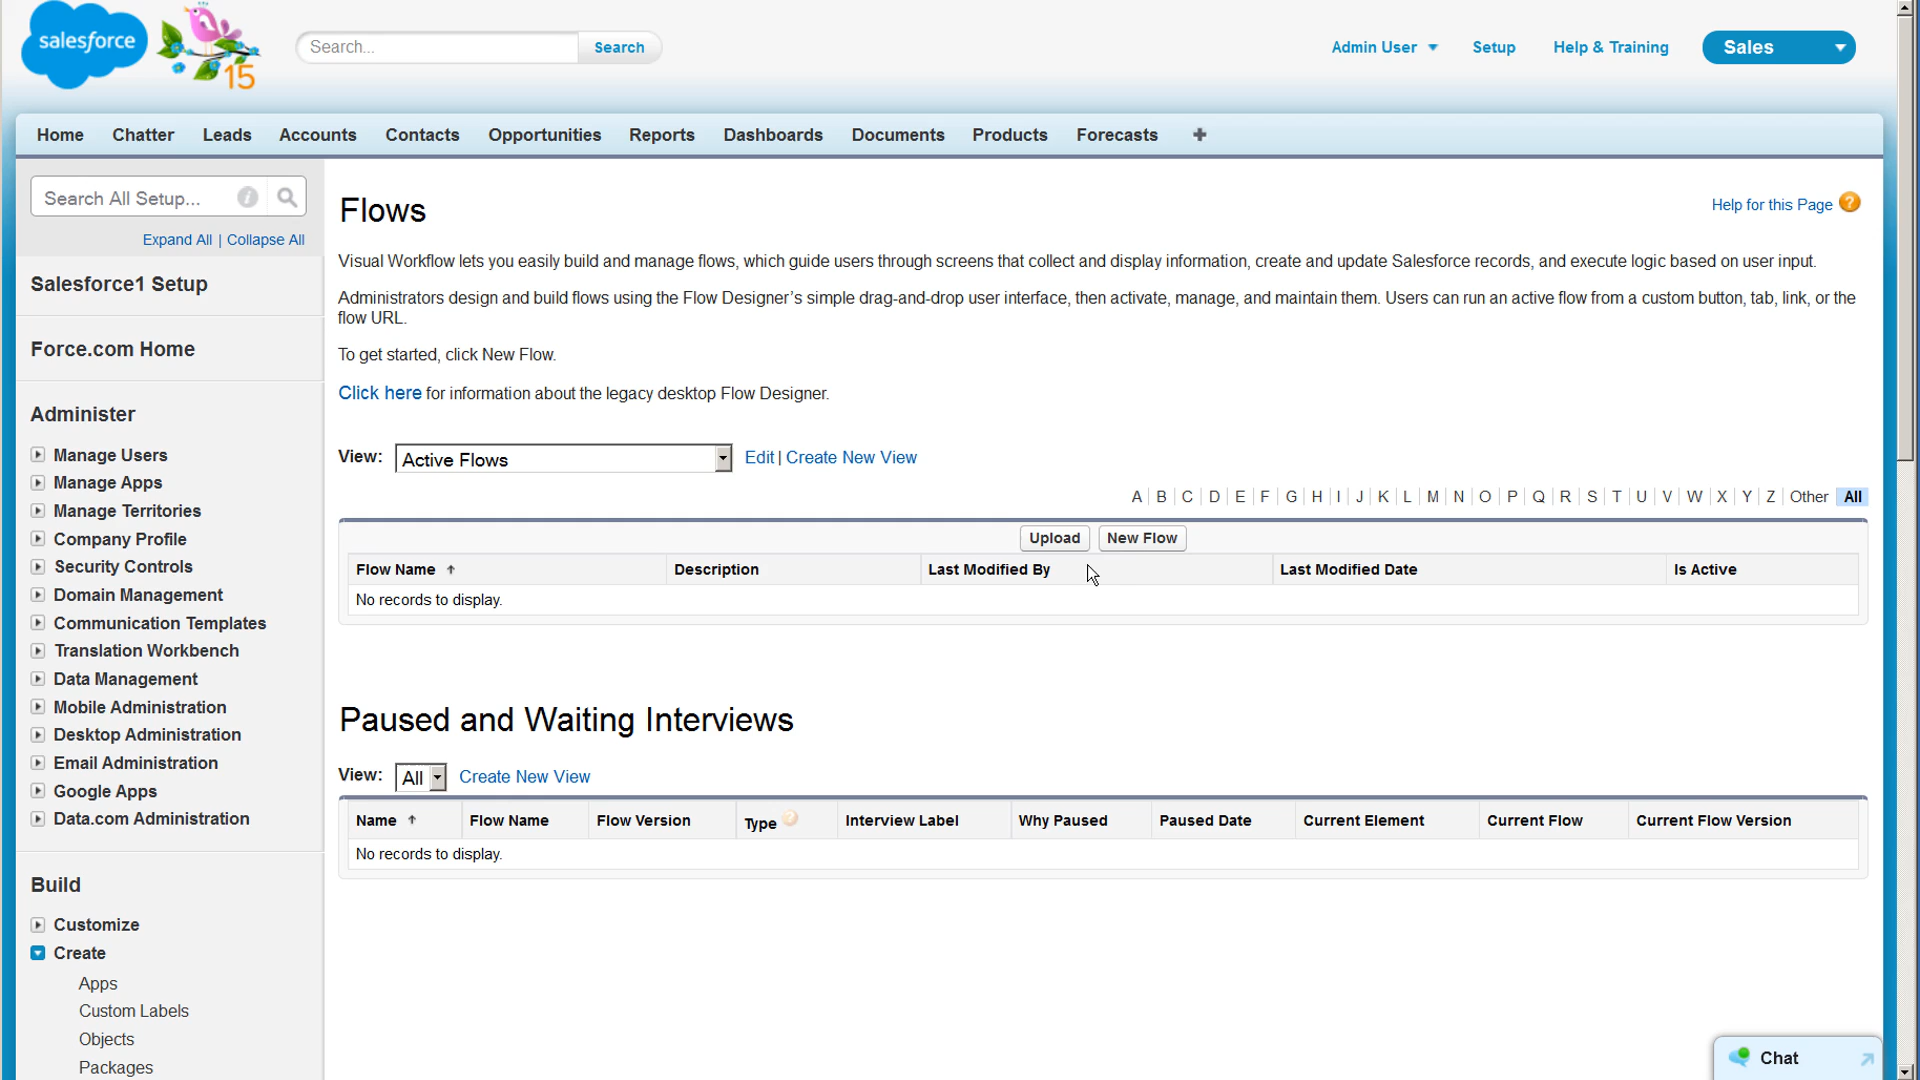 salesforce
15
Search...
Search
Admin User
Setup
Help & Training
Sales
Home
Chatter
Leads
Accounts
Contacts
Opportunities
Reports
Dashboards
Documents
Products
Forecasts
+
Search All Setup...
i
Expand All | Collapse All
Salesforce1 Setup
Force.com Home
Administer
Manage Users
Manage Apps
Manage Territories
Company Profile
Security Controls
Domain Management
Communication Templates
Translation Workbench
Data Management
Mobile Administration
Desktop Administration
Email Administration
Google Apps
Data.com Administration
Build
Customize
Create
Apps
Custom Labels
Objects
Packages
Flows
Help for this Page ?
Visual Workflow lets you easily build and manage flows, which guide users through screens that collect and display information, create and update Salesforce records, and execute logic based on user input.
Administrators design and build flows using the Flow Designer's simple drag-and-drop user interface, then activate, manage, and maintain them. Users can run an active flow from a custom button, tab, link, or the
flow URL.
To get started, click New Flow.
Click here for information about the legacy desktop Flow Designer.
View: Active Flows Edit | Create New View
A | B | C | D | E | F | G | H | I | J | K | L | M | N | O | P | Q | R | S | T | U | V | W | X | Y | Z | Other All
Upload New Flow
Flow Name ↑ Description Last Modified By Last Modified Date Is Active
No records to display.
Paused and Waiting Interviews
View: All Create New View
Name ↑ Flow Name Flow Version Type ? Interview Label Why Paused Paused Date Current Element Current Flow Current Flow Version
No records to display.
Chat